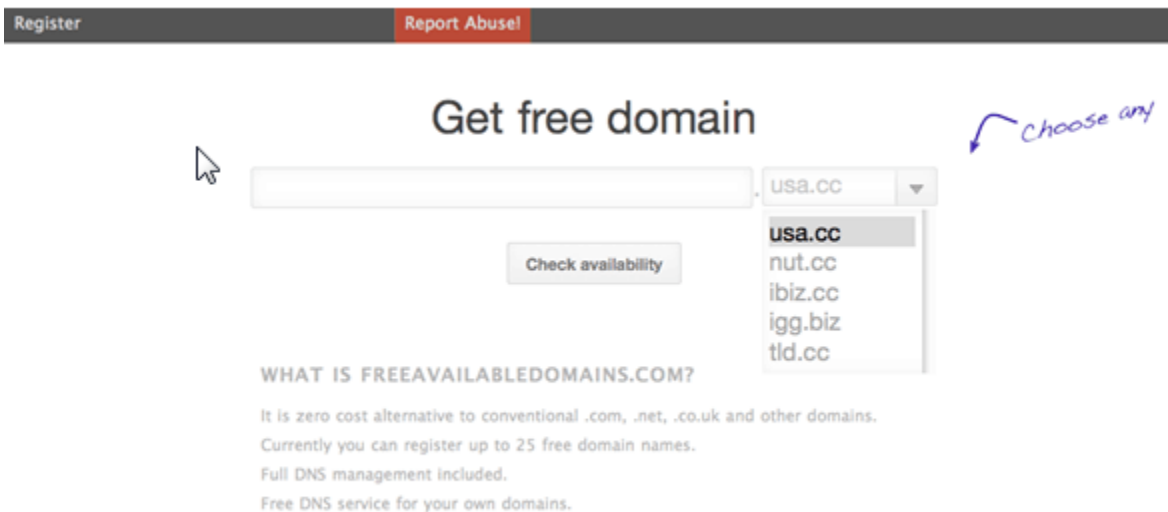 Register Report Abuse!
Get free domain
Choose any
. usa.cc
usa.cc
nut.cc
ibiz.cc
igg.biz
tld.cc
Check availability
WHAT IS FREEAVAILABLEDOMAINS.COM?
It is zero cost alternative to conventional .com, .net, .co.uk and other domains.
Currently you can register up to 25 free domain names.
Full DNS management included.
Free DNS service for your own domains.